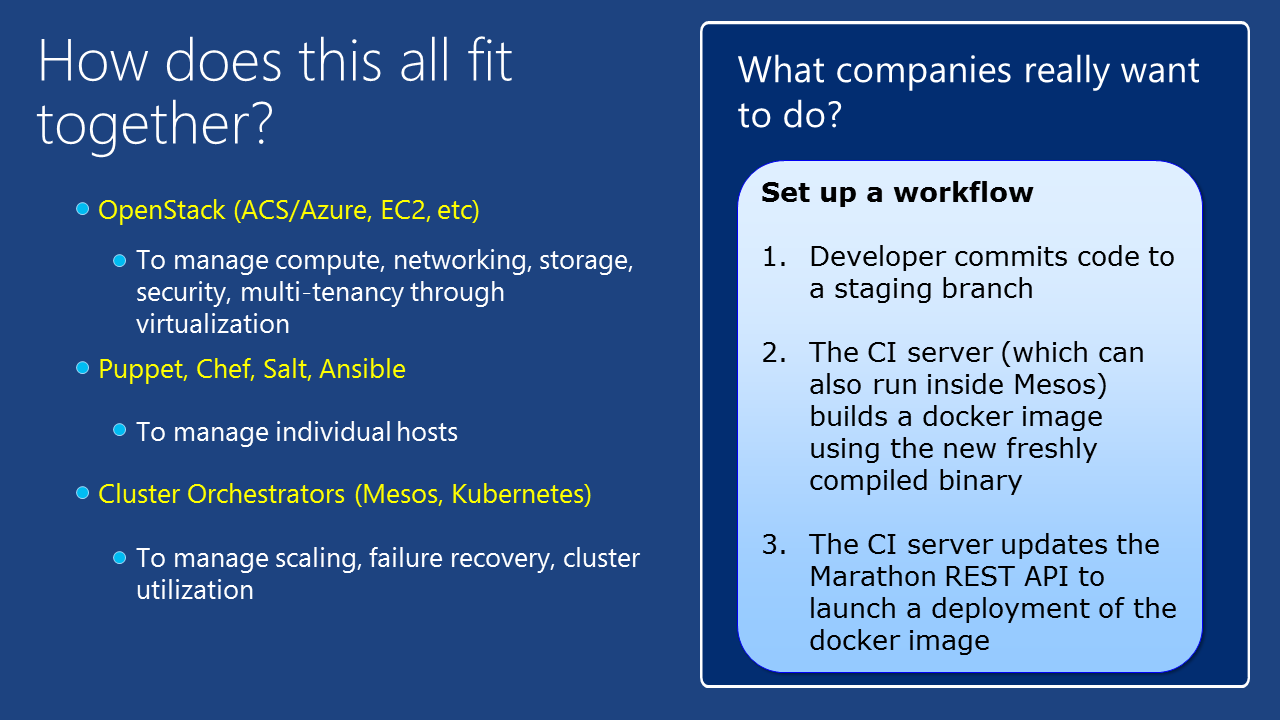 How does this all fit
together?
OpenStack (ACS/Azure, EC2, etc)
To manage compute, networking, storage,
security, multi-tenancy through
virtualization
Puppet, Chef, Salt, Ansible
To manage individual hosts
Cluster Orchestrators (Mesos, Kubernetes)
To manage scaling, failure recovery, cluster
utilization
What companies really want
to do?
Set up a workflow
1. Developer commits code to
a staging branch
2. The CI server (which can
also run inside Mesos)
builds a docker image
using the new freshly
compiled binary
3. The CI server updates the
Marathon REST API to
launch a deployment of the
docker image